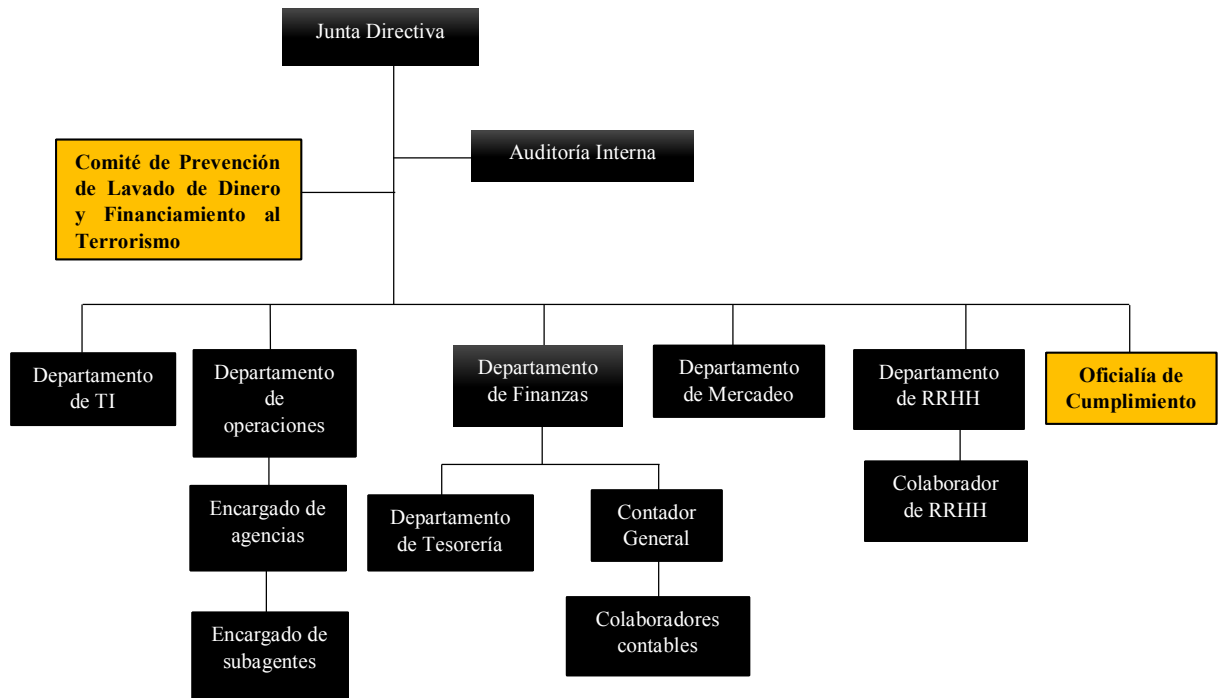 Junta Directiva
Auditoría Interna
Comité de Prevención
de Lavado de Dinero
y Financiamiento al
Terrorismo
Departamento
de TI
Departamento
de
operaciones
Departamento
de Finanzas
Departamento
de Mercadeo
Departamento
de RRHH
Oficialía de
Cumplimiento
Encargado de
agencias
Departamento
de Tesorería
Contador
General
Colaborador
de RRHH
Encargado de
subagentes
Colaboradores
contables